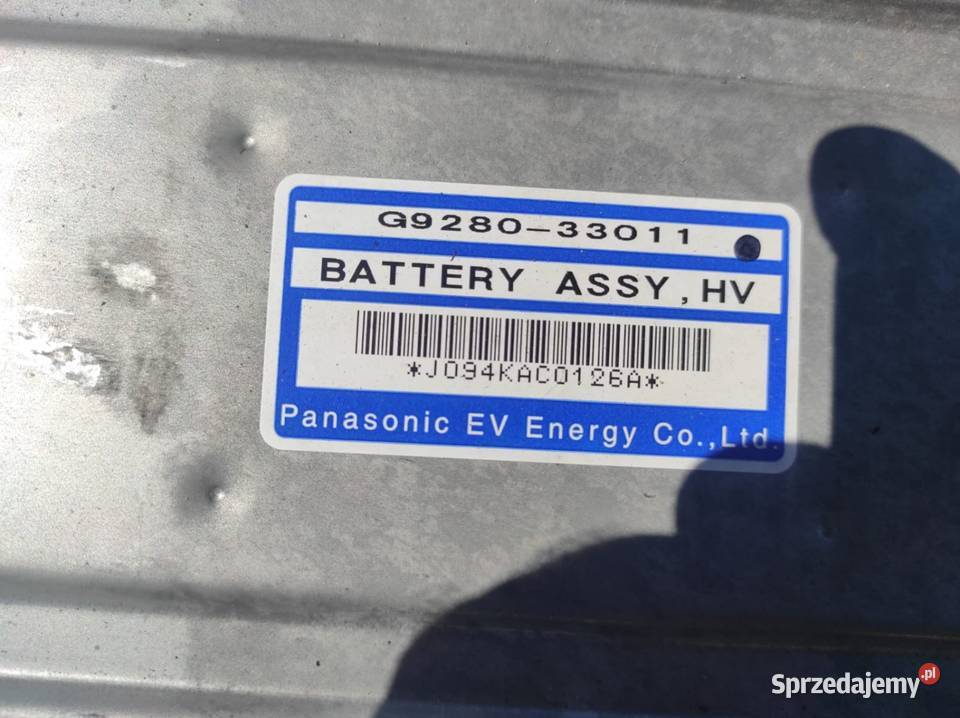 G9280-33011
BATTERY ASSY,HV
*J094KAC0126A*
Panasonic EV Energy Co.,Ltd.
Sprzedajemy.pl